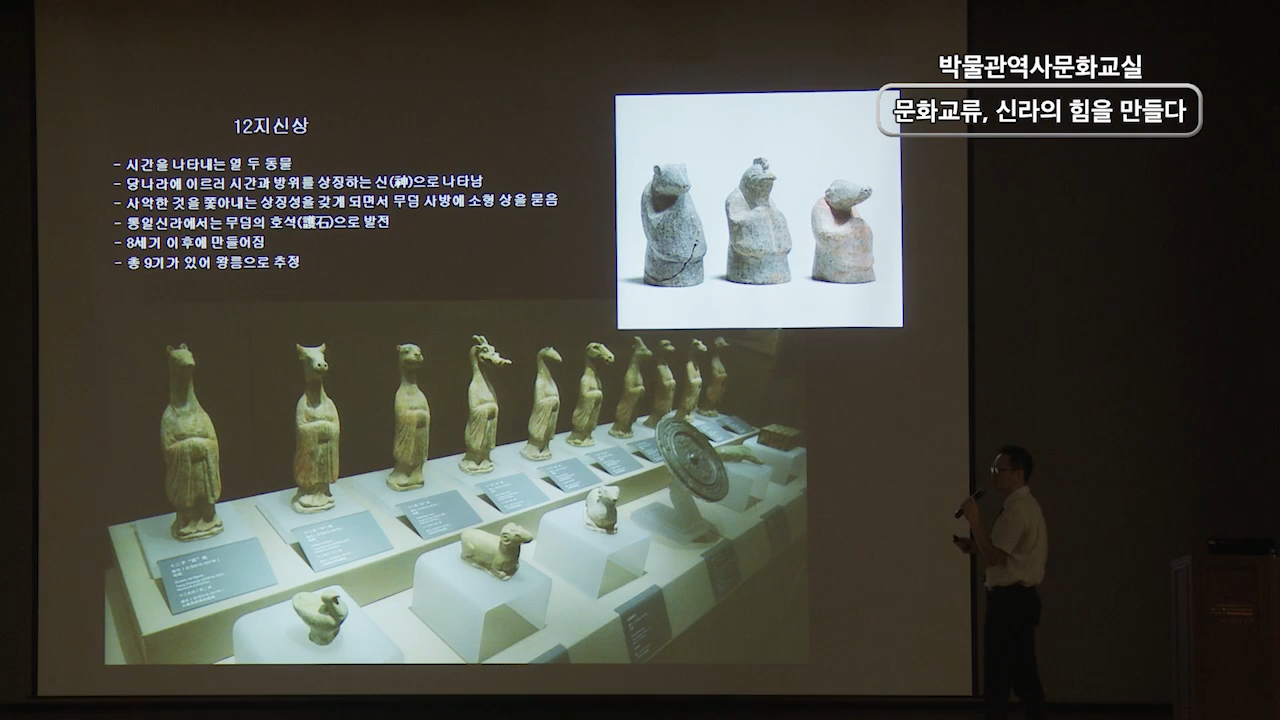 박물관역사문화교실
문화교류, 신라의 힘을 만들다
12지신상
- 시간을 나타내는 열 두 동물
- 당나라에 이르러 시간과 방위를 상징하는 신(神)으로 나타남
- 사악한 것을 쫓아내는 상징성을 갖게 되면서 무덤 사방에 소형 상을 묻음
- 통일신라에서는 무덤의 호석(護石)으로 발전
- 8세기 이후에 만들어짐
- 총 9기가 있어 왕릉으로 추정